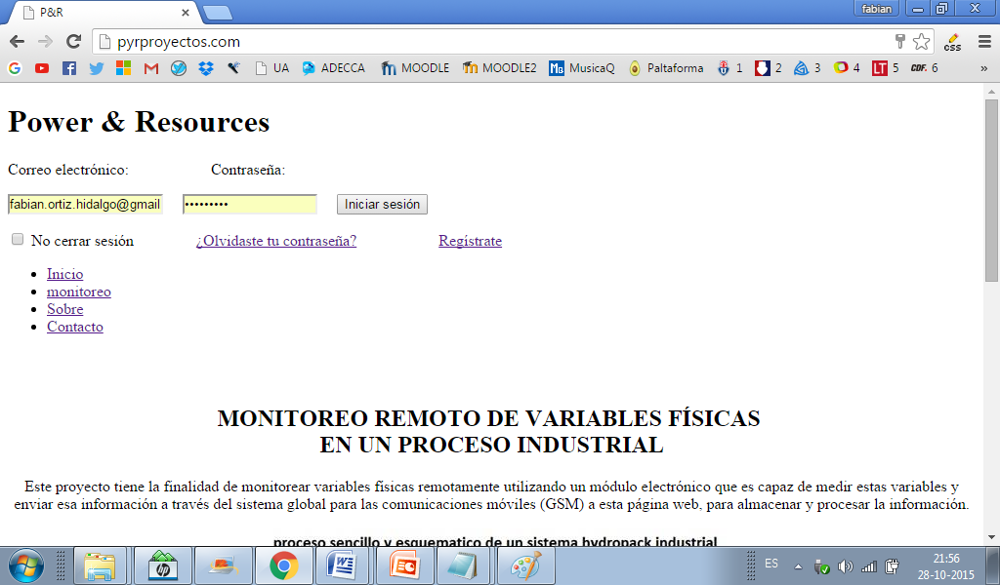 P&R
fabian
pyrproyectos.com
css
UA ADECCA MOODLE MOODLE2 MusicaQ Paltaforma 1 2 3 4 5 6 »
Power & Resources
Correo electrónico: Contraseña:
fabian.ortiz.hidalgo@gmail ••••••••• Iniciar sesión
No cerrar sesión ¿Olvidaste tu contraseña? Regístrate
Inicio
monitoreo
Sobre
Contacto
MONITOREO REMOTO DE VARIABLES FÍSICAS
EN UN PROCESO INDUSTRIAL
Este proyecto tiene la finalidad de monitorear variables físicas remotamente utilizando un módulo electrónico que es capaz de medir estas variables y
enviar esa información a través del sistema global para las comunicaciones móviles (GSM) a esta página web, para almacenar y procesar la información.
proceso sencillo y esquematico de un sistema hydropack industrial
ES 21:56
28-10-2015